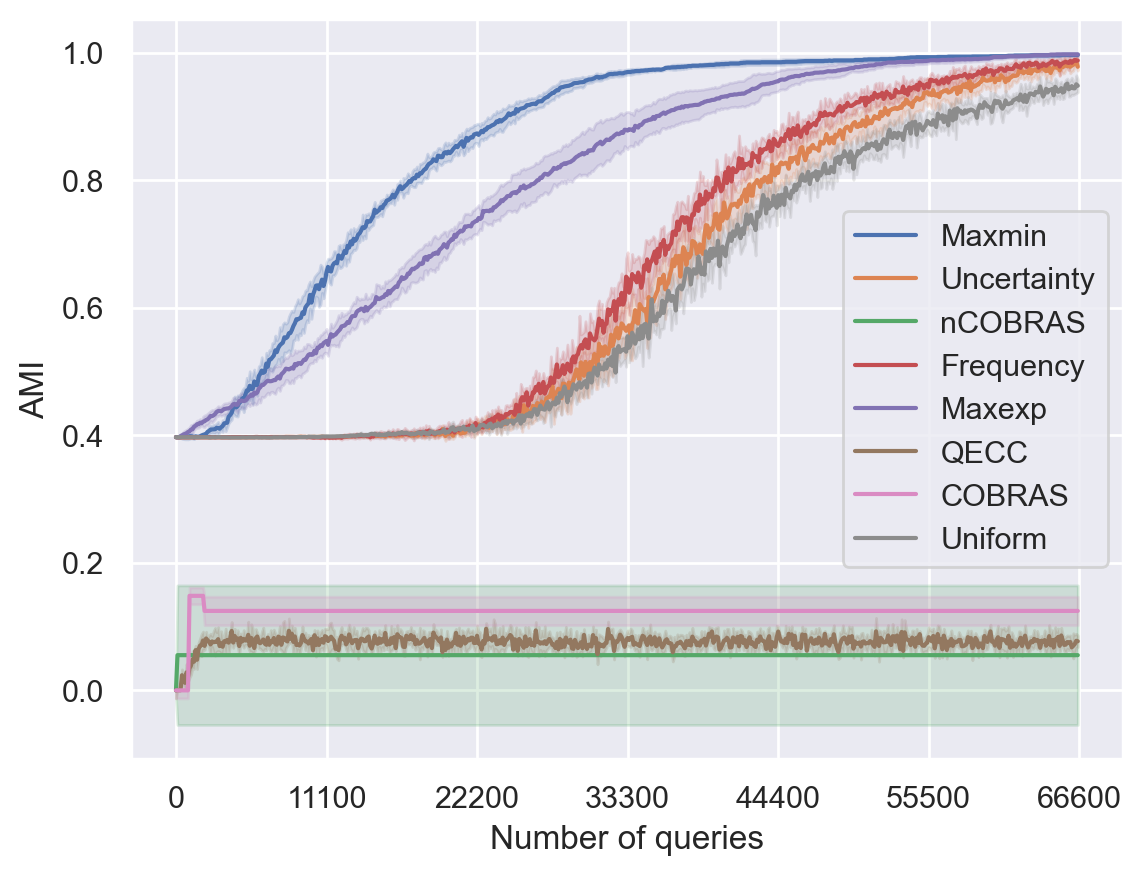 1.0
0.8
0.6
0.4
0.2
0.0
AMI
Maxmin
Uncertainty
nCOBRAS
Frequency
Maxexp
QECC
COBRAS
Uniform
0 11100 22200 33300 44400 55500 66600
Number of queries